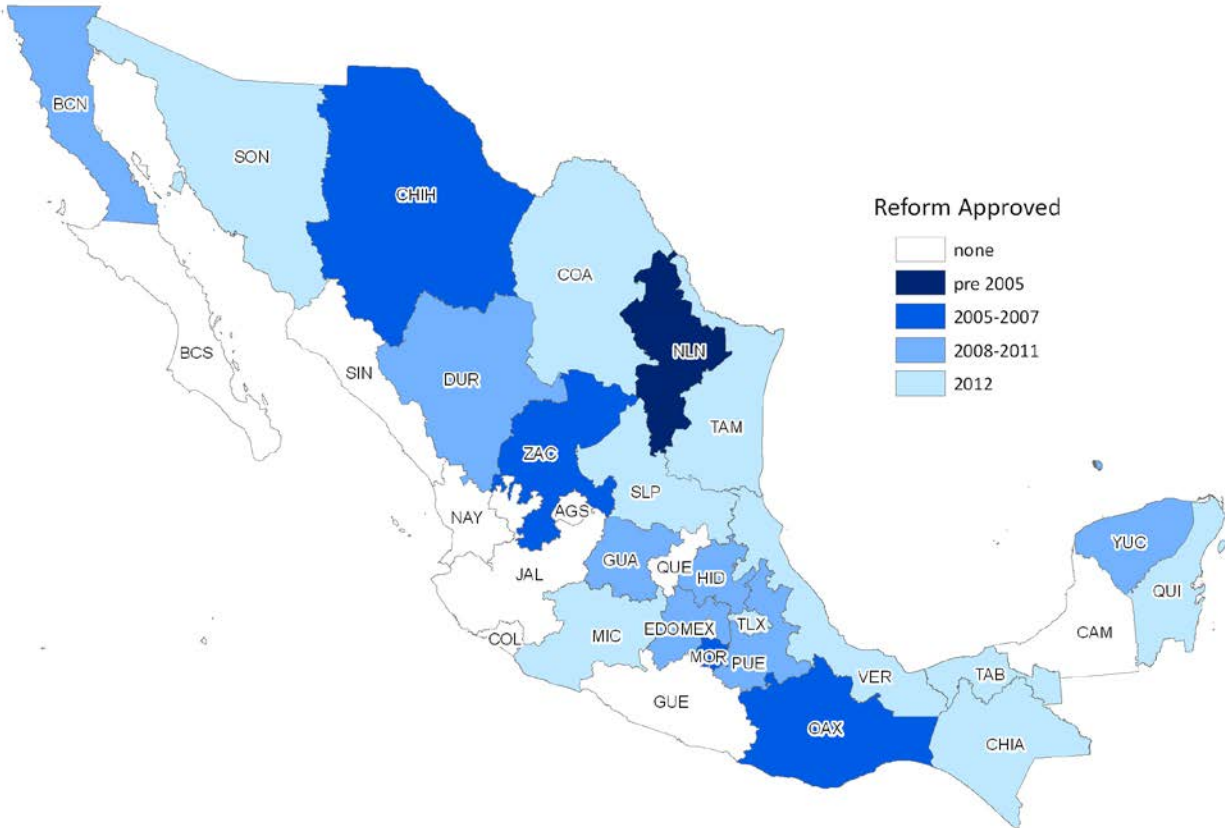 BCN
SON
CHIH
COA
BCS
SIN
DUR
NLN
TAM
ZAC
SLP
NAY
AGS
JAL
GUA
QUE
HID
COL
MIC
EDOMEX
TLX
MOR
PUE
GUE
VER
OAX
TAB
CHIA
CAM
YUC
QUI
Reform Approved
none
pre 2005
2005-2007
2008-2011
2012